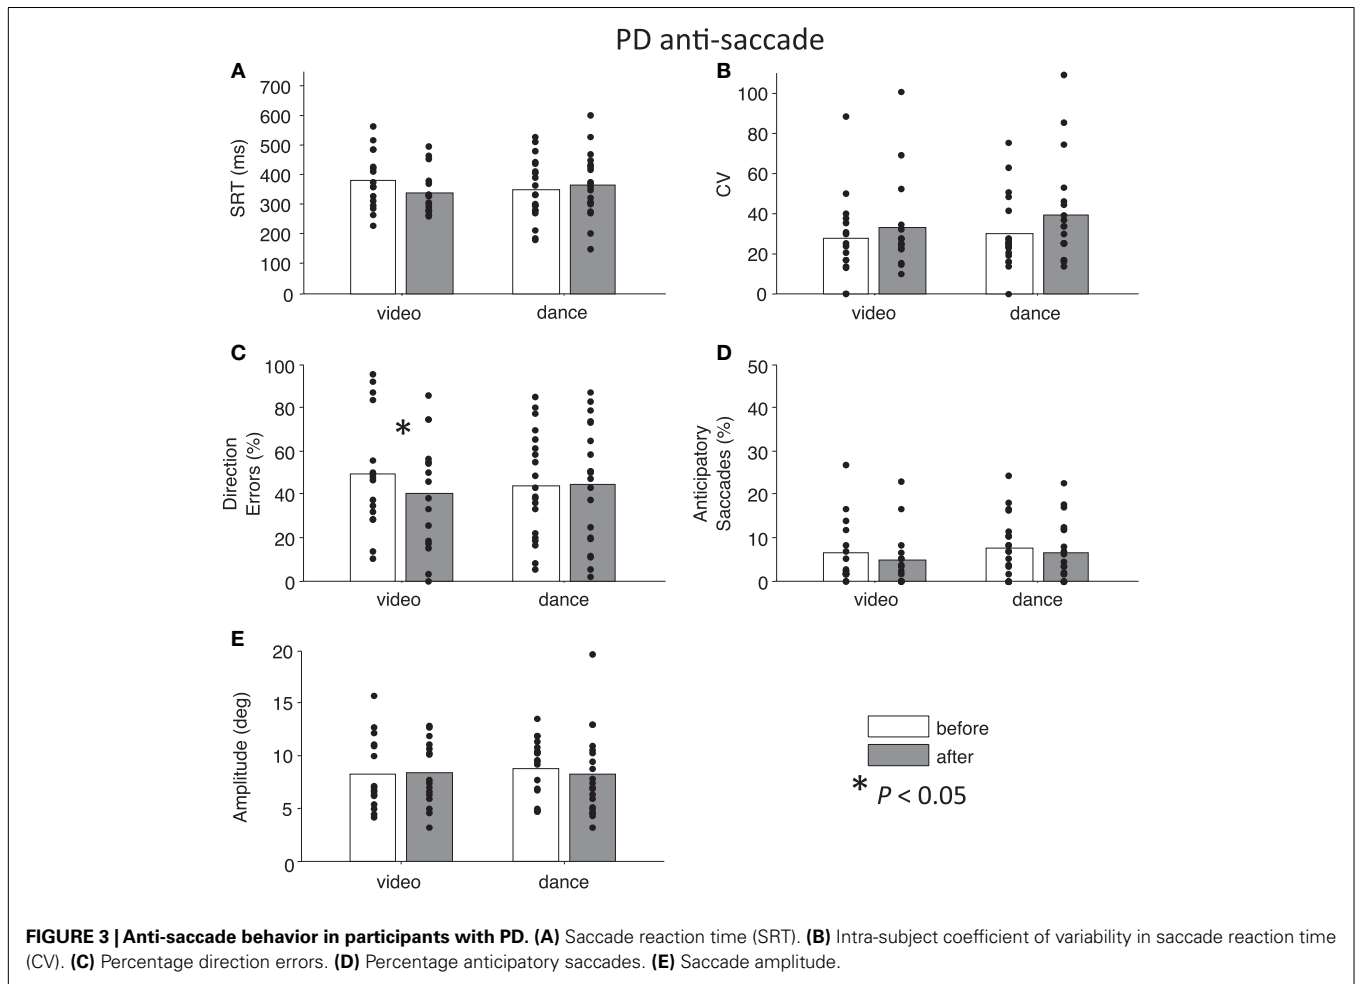 PD anti-saccade
A
SRT (ms)
700
600
500
400
300
200
100
0
video
dance
B
CV
100
80
60
40
20
0
video
dance
C
Direction
Errors (%)
100
80
60
40
20
0
video
dance
D
Anticipatory
Saccades (%)
50
40
30
20
10
0
video
dance
E
Amplitude (deg)
20
15
10
5
0
video
dance
before
after
* P < 0.05
*
FIGURE 3 | Anti-saccade behavior in participants with PD. (A) Saccade reaction time (SRT). (B) Intra-subject coefficient of variability in saccade reaction time
(CV). (C) Percentage direction errors. (D) Percentage anticipatory saccades. (E) Saccade amplitude.